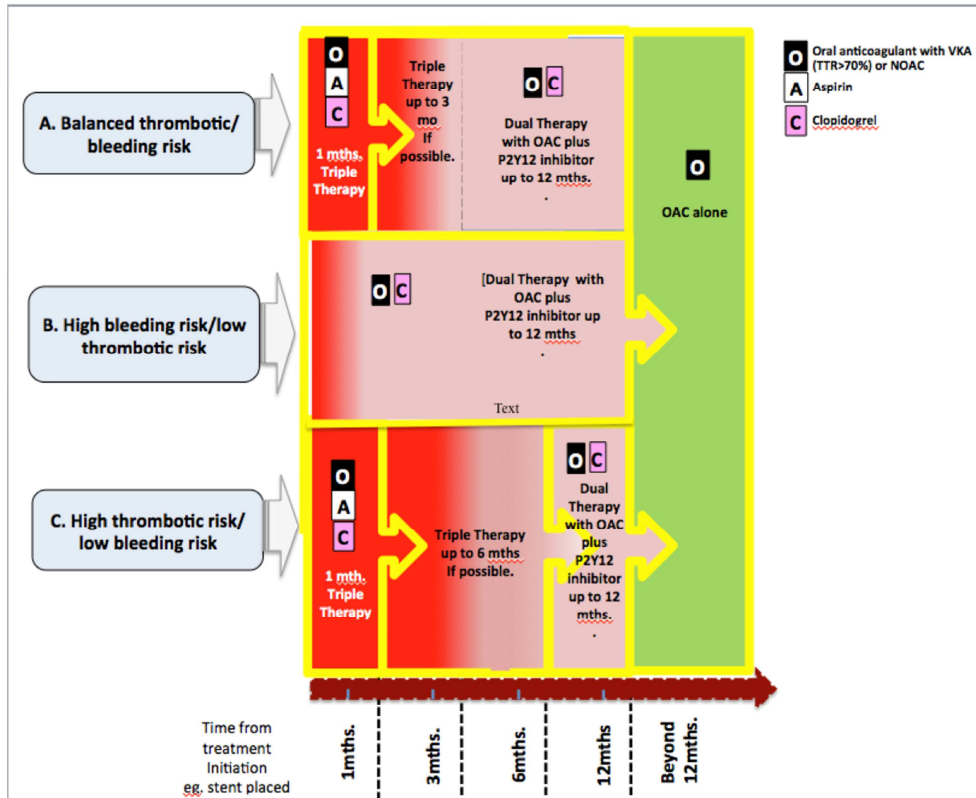 O
A
C
1 mths.
Triple
Therapy
Triple
Therapy
up to 3
mo
If
possible.
O C
Dual Therapy
with OAC plus
P2Y12 inhibitor
up to 12 mths.
.
O
OAC alone
O Oral anticoagulant with VKA
(TTR>70%) or NOAC
A Aspirin
C Clopidogrel
A. Balanced thrombotic/
bleeding risk
B. High bleeding risk/low
thrombotic risk
O C
[Dual Therapy with
OAC plus
P2Y12 inhibitor up
to 12 mths
.
Text
C. High thrombotic risk/
low bleeding risk
O
A
C
1 mth.
Triple
Therapy
Triple Therapy
up to 6 mths
If possible.
O C
Dual
Therapy
with OAC
plus
P2Y12
inhibitor
up to 12
mths.
.
Time from
treatment
Initiation
eg. stent placed
1mths.
3mths.
6mths.
12mths
Beyond
12mths.